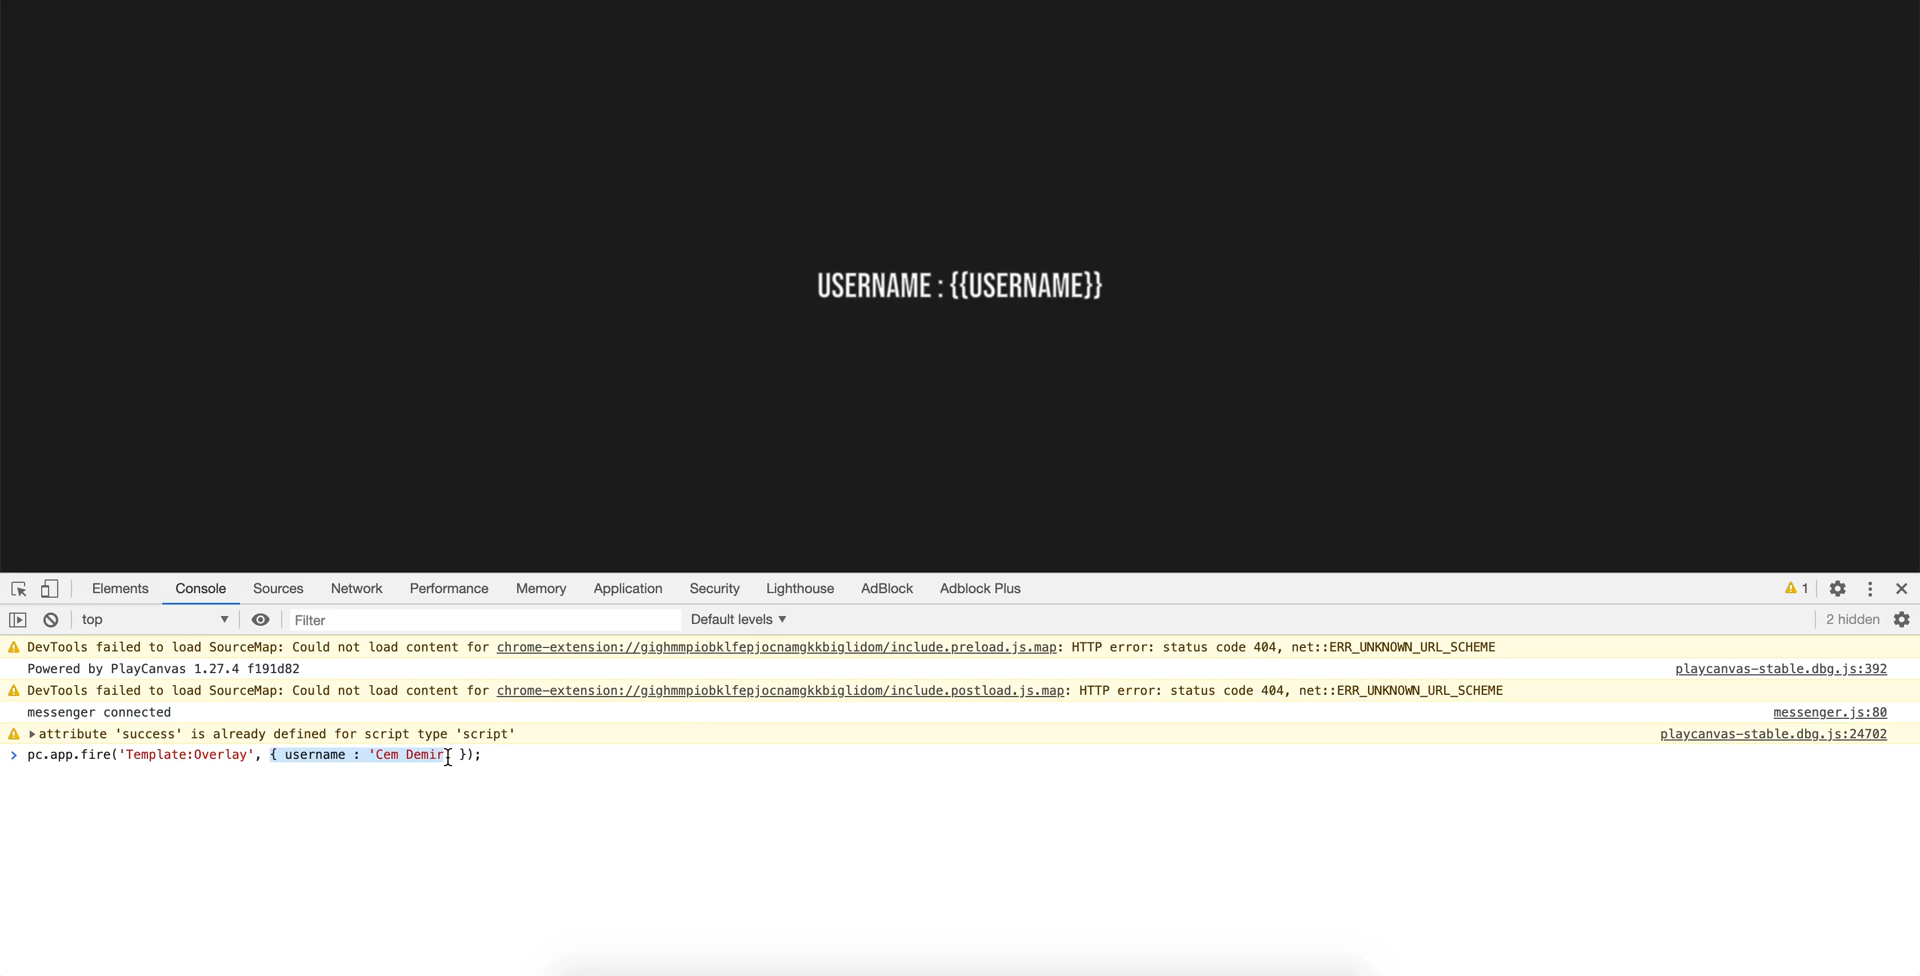 USERNAME : {{USERNAME}}
Elements Console Sources Network Performance Memory Application Security Lighthouse AdBlock Adblock Plus 1
top Filter Default levels 2 hidden
DevTools failed to load SourceMap: Could not load content for chrome-extension://gighmmpiobklfepjocnamgkkbiglidom/include.preload.js.map: HTTP error: status code 404, net::ERR_UNKNOWN_URL_SCHEME
Powered by PlayCanvas 1.27.4 f191d82 playcanvas-stable.dbg.js:392
DevTools failed to load SourceMap: Could not load content for chrome-extension://gighmmpiobklfepjocnamgkkbiglidom/include.postload.js.map: HTTP error: status code 404, net::ERR_UNKNOWN_URL_SCHEME
messenger connected messenger.js:80
attribute 'success' is already defined for script type 'script' playcanvas-stable.dbg.js:24702
pc.app.fire('Template:Overlay', { username : 'Cem Demir' });